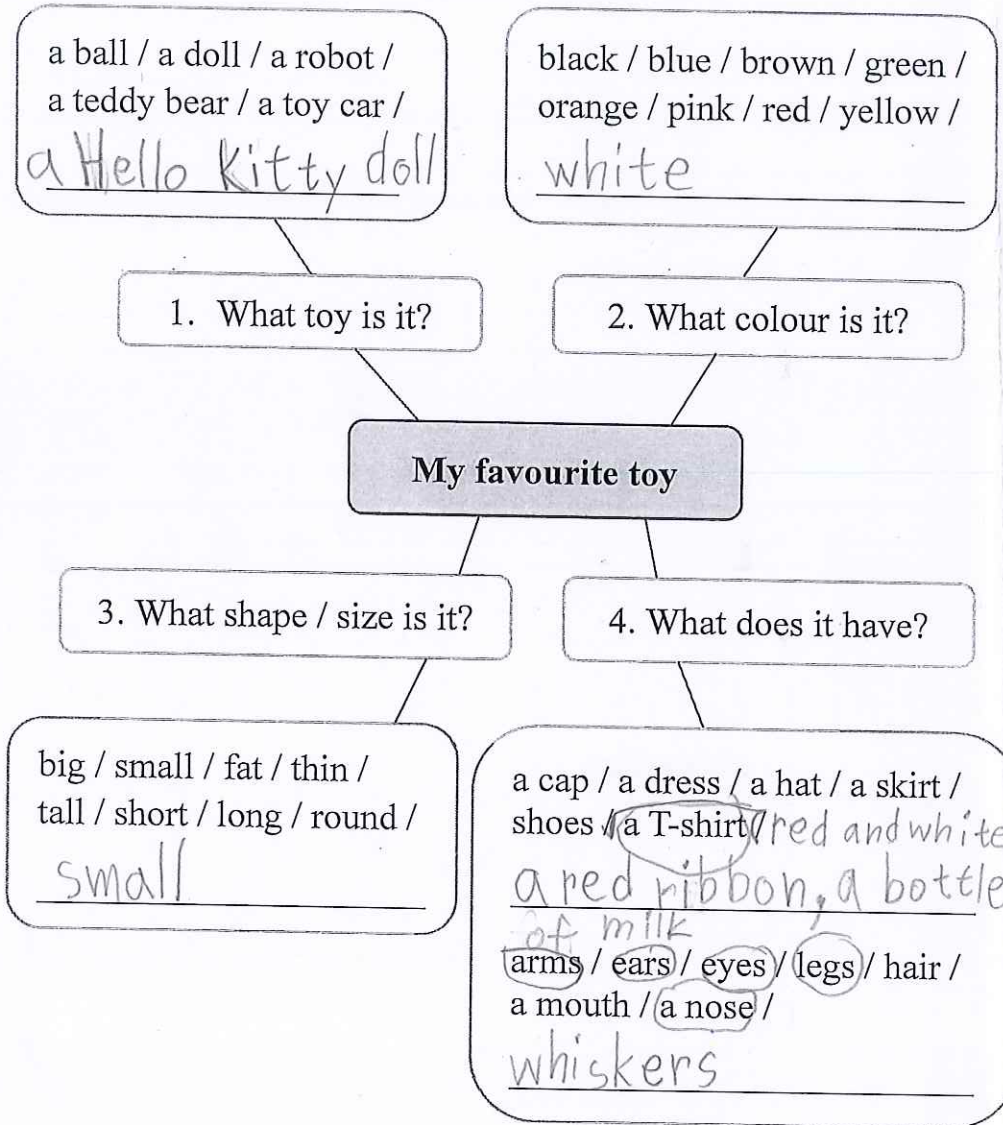 a ball / a doll / a robot /
a teddy bear / a toy car /
a Hello Kitty doll
black / blue / brown / green /
orange / pink / red / yellow /
white
1. What toy is it?
2. What colour is it?
My favourite toy
3. What shape / size is it?
4. What does it have?
big / small / fat / thin /
tall / short / long / round /
small
a cap / a dress / a hat / a skirt /
shoes / a T-shirt / red and white
a red ribbon, a bottle
of milk
arms / ears / eyes / legs / hair /
a mouth / a nose /
whiskers